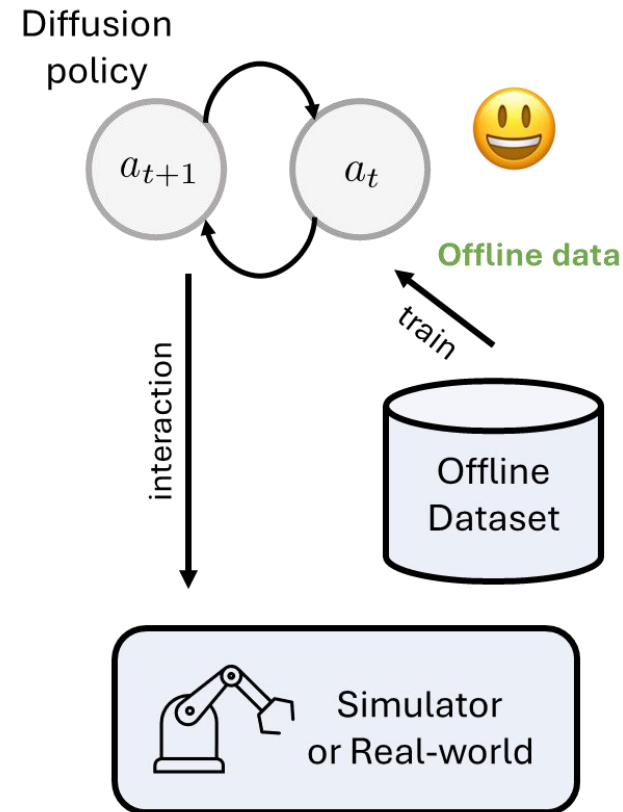 Diffusion
policy
a_{t+1}
a_t
Offline data
train
interaction
Offline
Dataset
Simulator
or Real-world